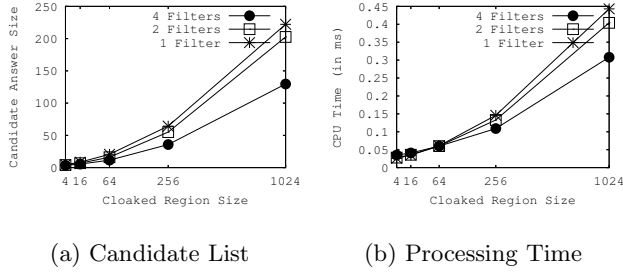 250
200
150
100
50
0
4 16 64 256 1024
Candidate Answer Size
Cloaked Region Size
4 Filters
2 Filters
1 Filter
(a) Candidate List
0.45
0.4
0.35
0.3
0.25
0.2
0.15
0.1
0.05
0
4 16 64 256 1024
CPU Time (in ms)
Cloaked Region Size
4 Filters
2 Filters
1 Filter
(b) Processing Time